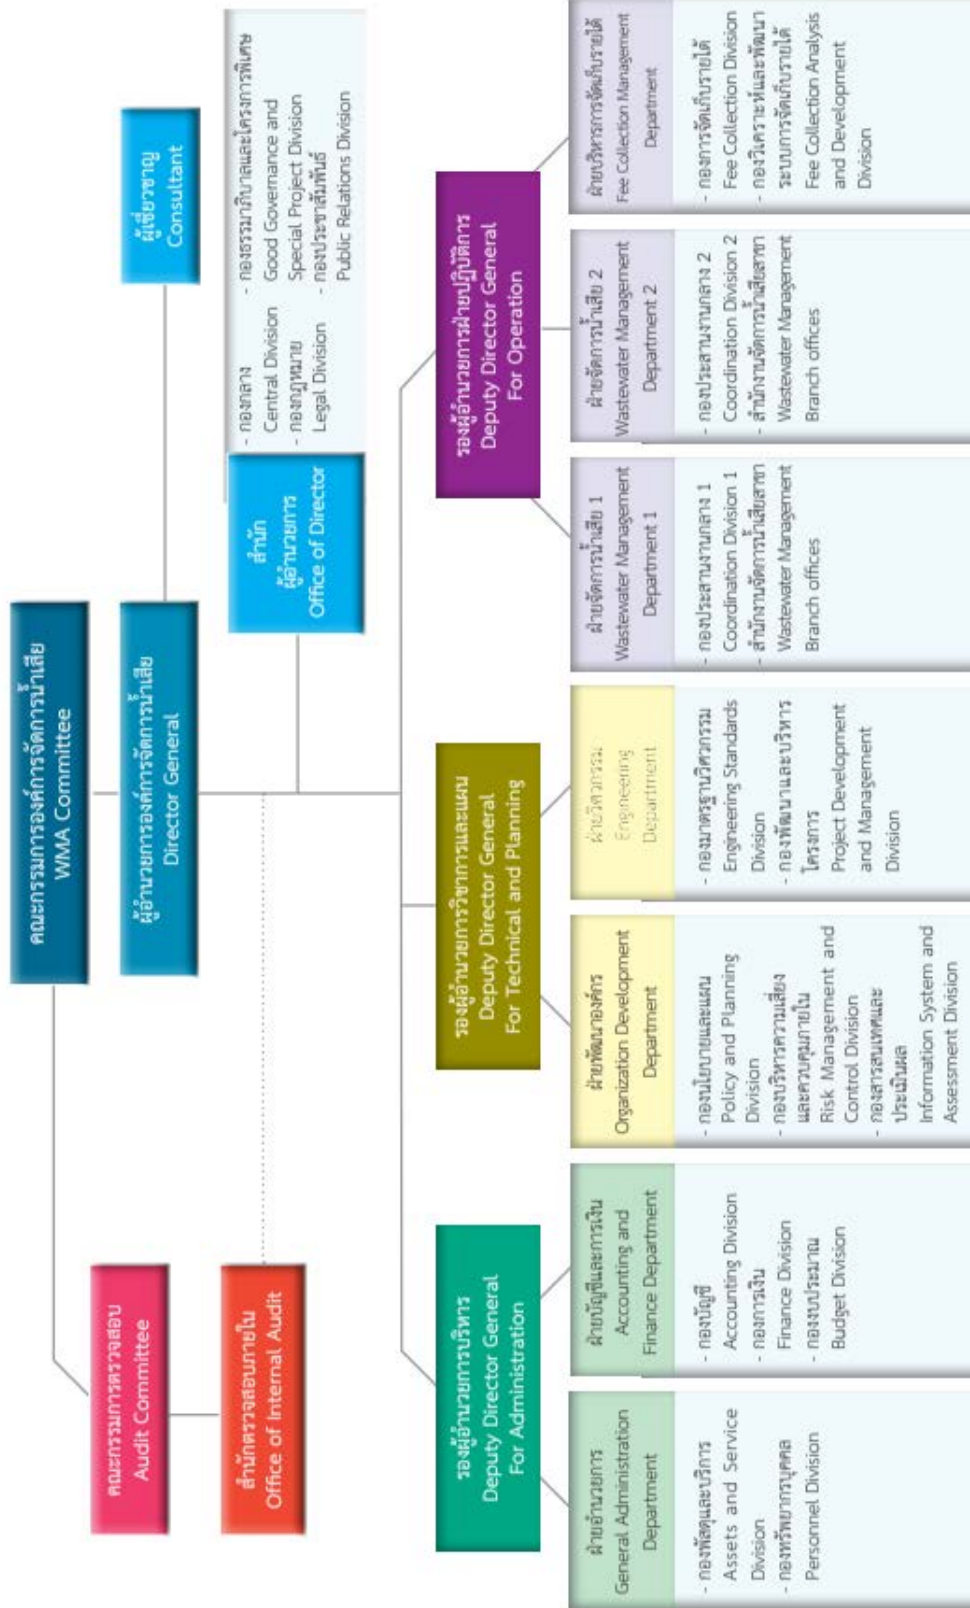 คณะกรรมการองค์การจัดการน้ำเสีย
WMA Committee
ผู้อำนวยการองค์การจัดการน้ำเสีย
Director General
ผู้เชี่ยวชาญ
Consultant
คณะกรรมการตรวจสอบ
Audit Committee
สำนักตรวจสอบภายใน
Office of Internal Audit
สำนัก
ผู้อำนวยการ
Office of Director
- กองกลาง
Central Division
- กองกฎหมาย
Legal Division
- กองธรรมาภิบาลและโครงการพิเศษ
Good Governance and
Special Project Division
- กองประชาสัมพันธ์
Public Relations Division
รองผู้อำนวยการบริหาร
Deputy Director General
For Administration
รองผู้อำนวยการวิชาการและแผน
Deputy Director General
For Technical and Planning
รองผู้อำนวยการฝ่ายปฏิบัติการ
Deputy Director General
For Operation
ฝ่ายอำนวยการ
General Administration
Department
- กองพัสดุและบริการ
Assets and Service
Division
- กองทรัพยากรบุคคล
Personnel Division
ฝ่ายบัญชีและการเงิน
Accounting and
Finance Department
- กองบัญชี
Accounting Division
- กองการเงิน
Finance Division
- กองงบประมาณ
Budget Division
ฝ่ายพัฒนาองค์กร
Organization Development
Department
- กองนโยบายและแผน
Policy and Planning
Division
- กองบริหารความเสี่ยง
และควบคุมภายใน
Risk Management and
Control Division
- กองสารสนเทศและ
ประเมินผล
Information System and
Assessment Division
ฝ่ายวิศวกรรม
Engineering
Department
- กองมาตรฐานวิศวกรรม
Engineering Standards
Division
- กองพัฒนาและบริหาร
โครงการ
Project Development
and Management
Division
ฝ่ายจัดการน้ำเสีย 1
Wastewater Management
Department 1
- กองประสานงานกลาง 1
Coordination Division 1
- สำนักงานจัดการน้ำเสียสาขา
Wastewater Management
Branch offices
ฝ่ายจัดการน้ำเสีย 2
Wastewater Management
Department 2
- กองประสานงานกลาง 2
Coordination Division 2
- สำนักงานจัดการน้ำเสียสาขา
Wastewater Management
Branch offices
ฝ่ายบริหารการจัดเก็บรายได้
Fee Collection Management
Department
- กองการจัดเก็บรายได้
Fee Collection Division
- กองวิเคราะห์และพัฒนา
ระบบการจัดเก็บรายได้
Fee Collection Analysis
and Development
Division